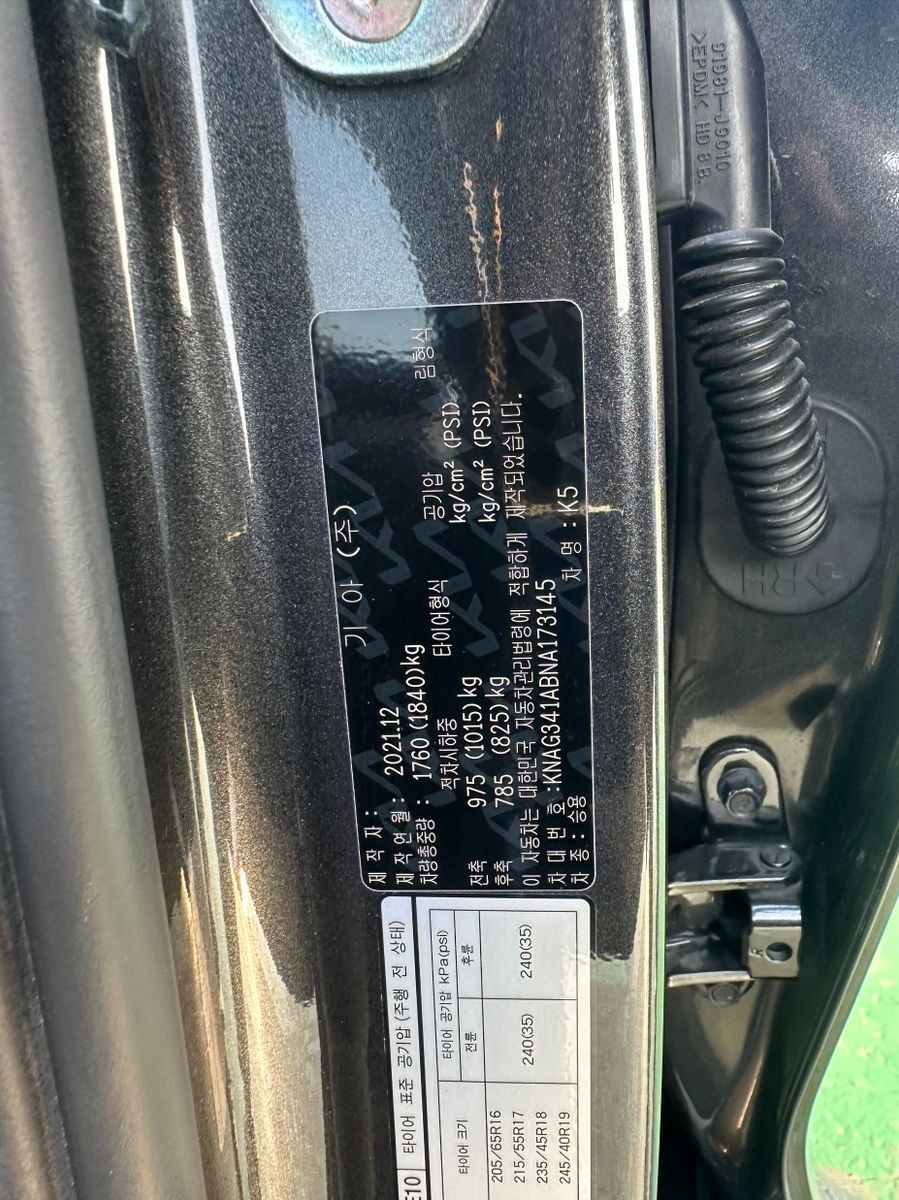 제 작 자 : 기 아 (주)
제 작 연 월 : 2021.12
차량총중량 : 1760 (1840)kg
적차시하중 타이어형식 공기압 림형식
전축 975 (1015)kg kg/cm² (PSI)
후축 785 (825)kg kg/cm² (PSI)
이 자동차는 대한민국 자동차관리법령에 적합하게 제작되었습니다.
차 대 번 호 :KNAG341ABNA173145
차 종 : 승용 차 명 : K5
E10 타이어 표준 공기압 (주행 전 상태)
타이어 크기 타이어 공기압 kPa(psi)
전륜 후륜
205/65R16
215/55R17
235/45R18
245/40R19
240(35) 240(35)
91981-J9010
>EPDM< HD
RH